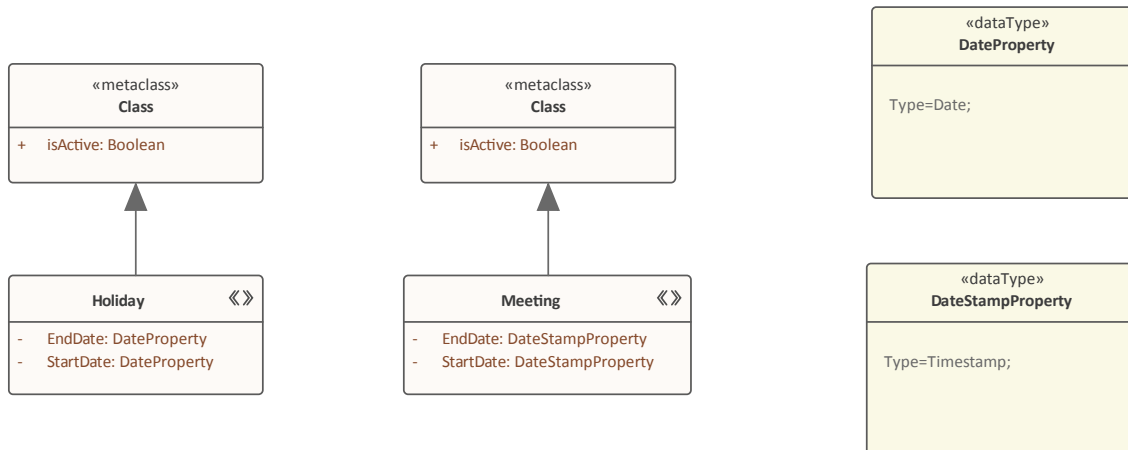 «metaclass»
Class
+ isActive: Boolean
Holiday
- EndDate: DateProperty
- StartDate: DateProperty
«metaclass»
Class
+ isActive: Boolean
Meeting
- EndDate: DateStampProperty
- StartDate: DateStampProperty
«dataType»
DateProperty
Type=Date;
«dataType»
DateStampProperty
Type=Timestamp;